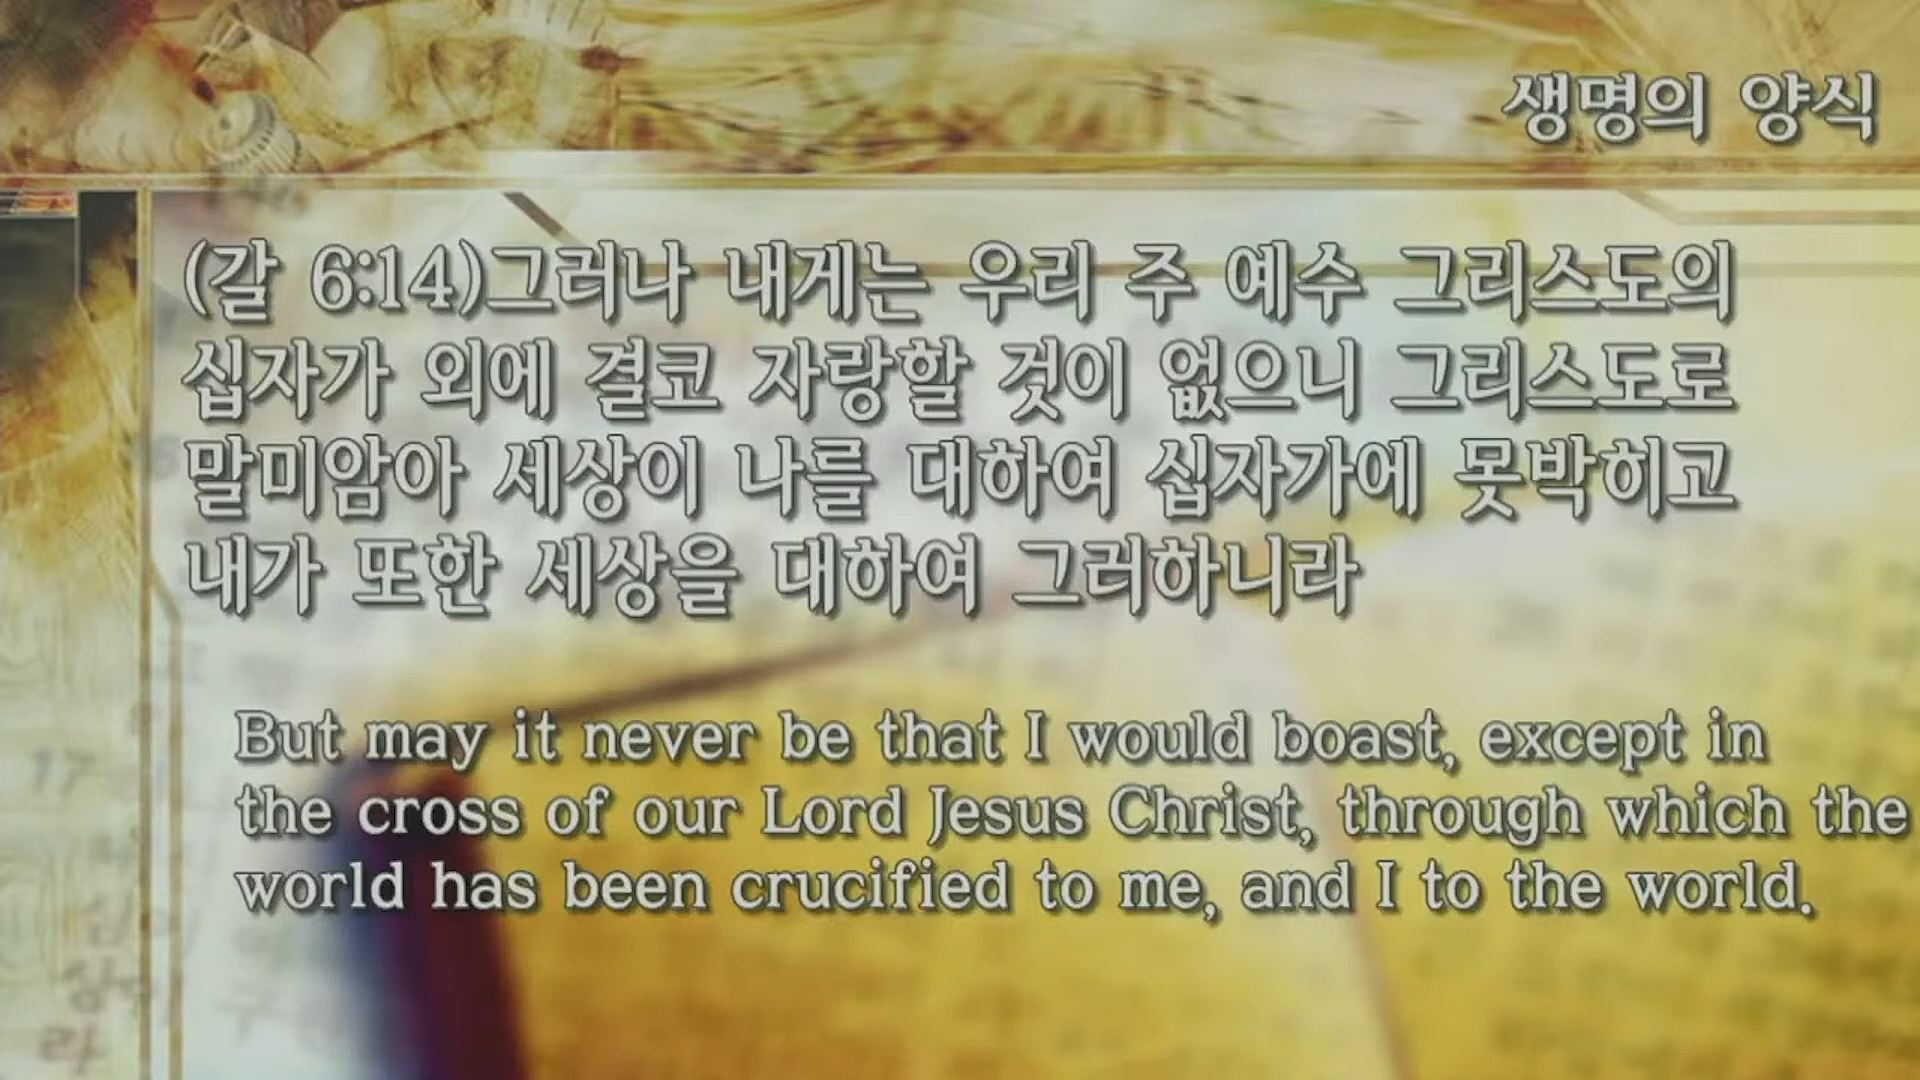 생명의 양식
(갈 6:14)그러나 내게는 우리 주 예수 그리스도의
십자가 외에 결코 자랑할 것이 없으니 그리스도로
말미암아 세상이 나를 대하여 십자가에 못박히고
내가 또한 세상을 대하여 그러하니라
But may it never be that I would boast, except in
the cross of our Lord Jesus Christ, through which the
world has been crucified to me, and I to the world.
17